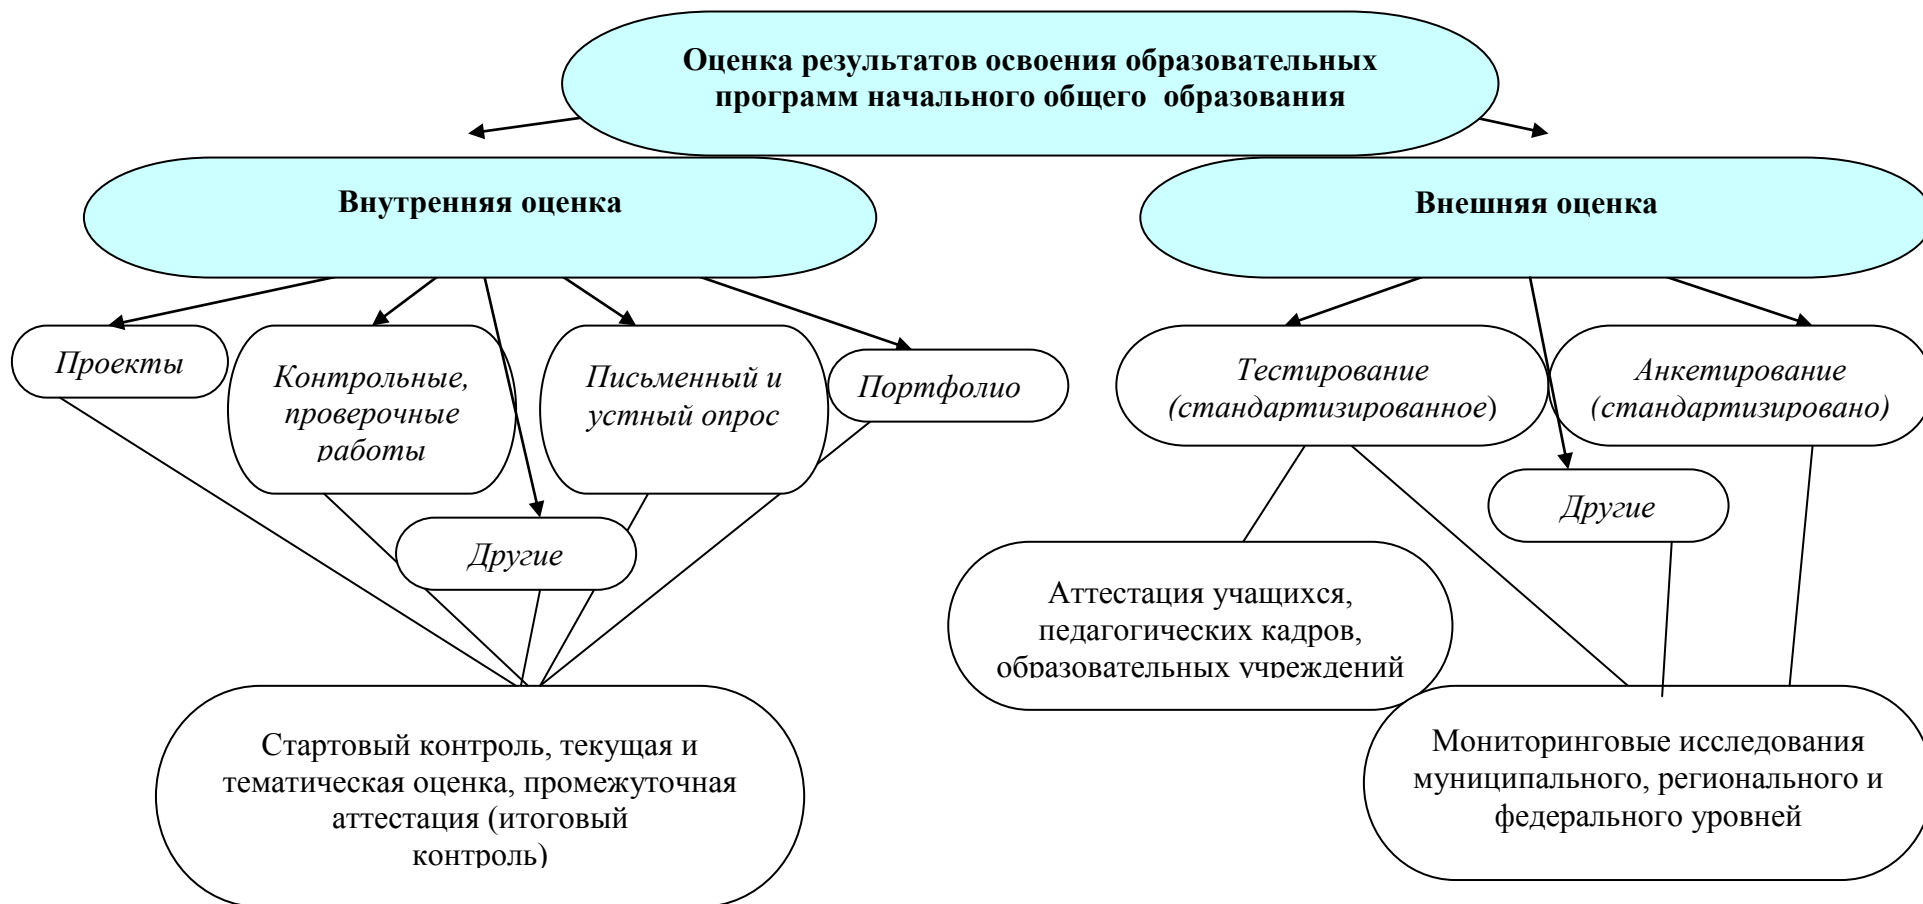 Оценка результатов освоения образовательных
программ начального общего образования
Внутренняя оценка
Внешняя оценка
Проекты
Контрольные,
проверочные
работы
Письменный и
устный опрос
Портфолио
Другие
Тестирование
(стандартизированное)
Анкетирование
(стандартизировано)
Другие
Аттестация учащихся,
педагогических кадров,
образовательных учреждений
Стартовый контроль, текущая и
тематическая оценка, промежуточная
аттестация (итоговый
контроль)
Мониторинговые исследования
муниципального, регионального и
федерального уровней